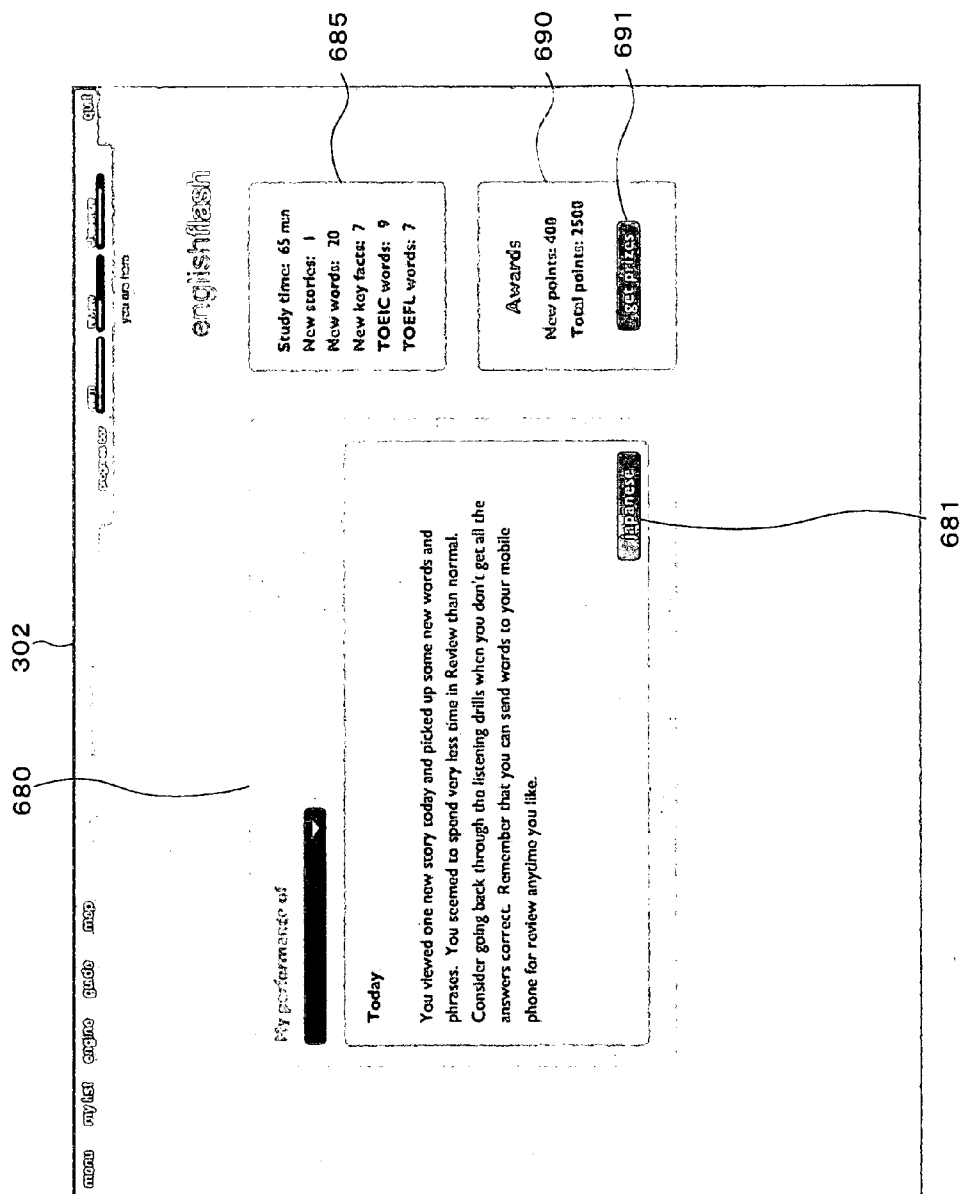 302
menu my list engine guide map
quit
you are here
englishflash
680
My performance of
Today
You viewed one new story today and picked up some new words and
phrases. You seemed to spend very less time in Review than normal.
Consider going back through the listening drills when you don't get all the
answers correct. Remember that you can send words to your mobile
phone for review anytime you like.
Japanese
681
Study time: 65 min
New stories: 1
New words: 20
New key facts: 7
TOEIC words: 9
TOEFL words: 7
685
Awards
New points: 400
Total points: 2500
690
prizes
691